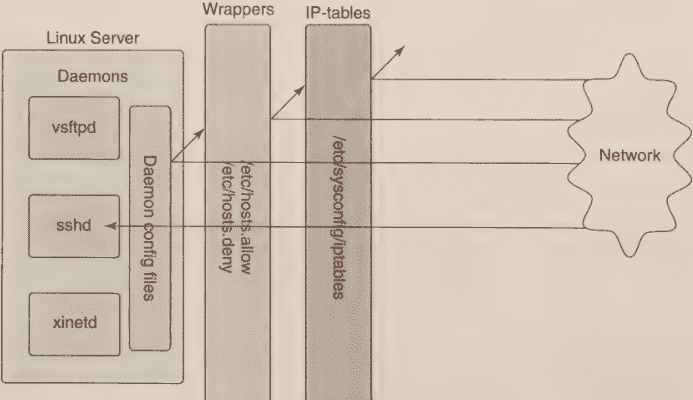 Wrappers
IP-tables
Linux Server
Daemons
vsftpd
sshd
xinetd
Daemon config files
/etc/hosts.allow
/etc/hosts.deny
/etc/sysconfig/iptables
Network